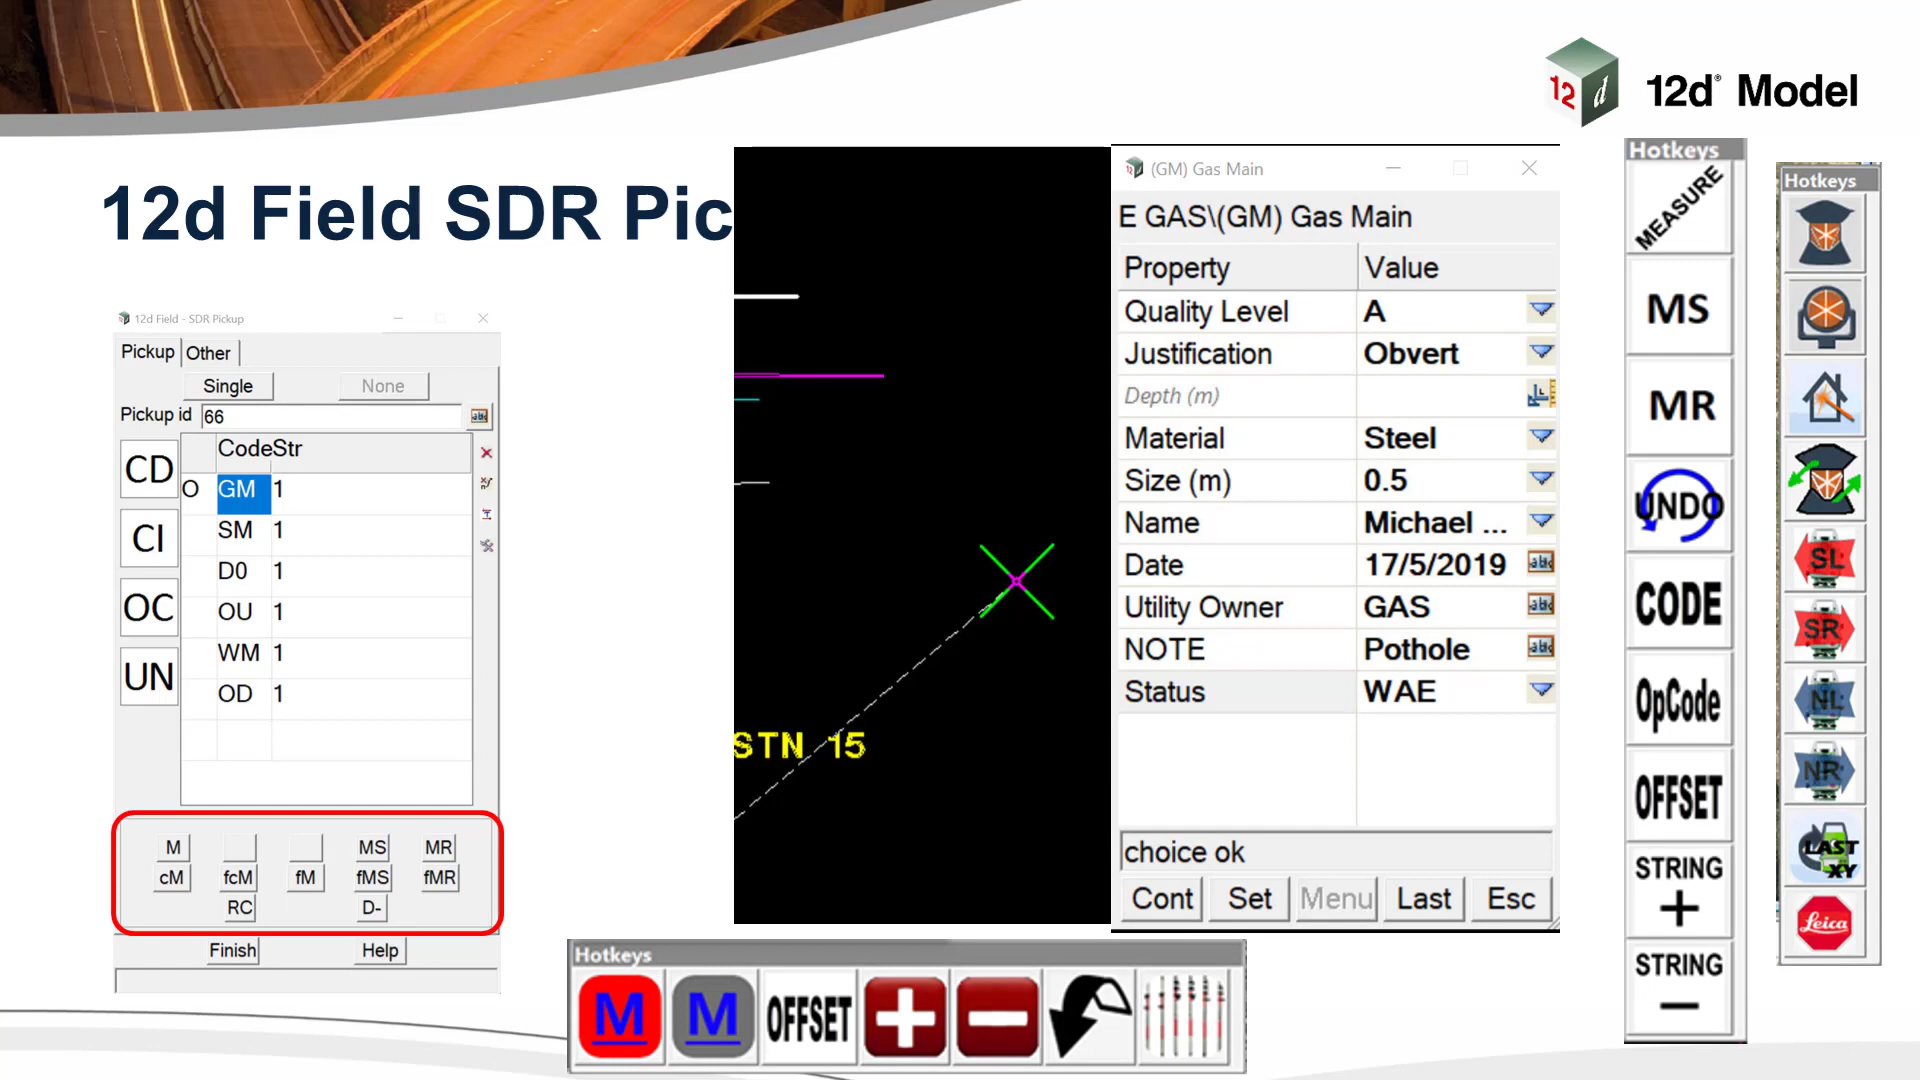 12d® Model
12d Field SDR Pic
12d Field - SDR Pickup
Pickup
Other
Single
None
Pickup id
66
CodeStr
CD
CI
OC
UN
O GM 1
SM 1
D0 1
OU 1
WM 1
OD 1
M
MS
MR
cM
fcM
fM
fMS
fMR
RC
D-
Finish
Help
STN 15
(GM) Gas Main
E GAS\(GM) Gas Main
Property Value
Quality Level A
Justification Obvert
Depth (m)
Material Steel
Size (m) 0.5
Name Michael ...
Date 17/5/2019
Utility Owner GAS
NOTE Pothole
Status WAE
choice ok
Cont
Set
Menu
Last
Esc
Hotkeys
M
M
OFFSET
Hotkeys
MEASURE
MS
MR
UNDO
CODE
OpCode
OFFSET
STRING
+
STRING
−
Hotkeys
SL
SR
NL
NR
LAST
XY
Leica